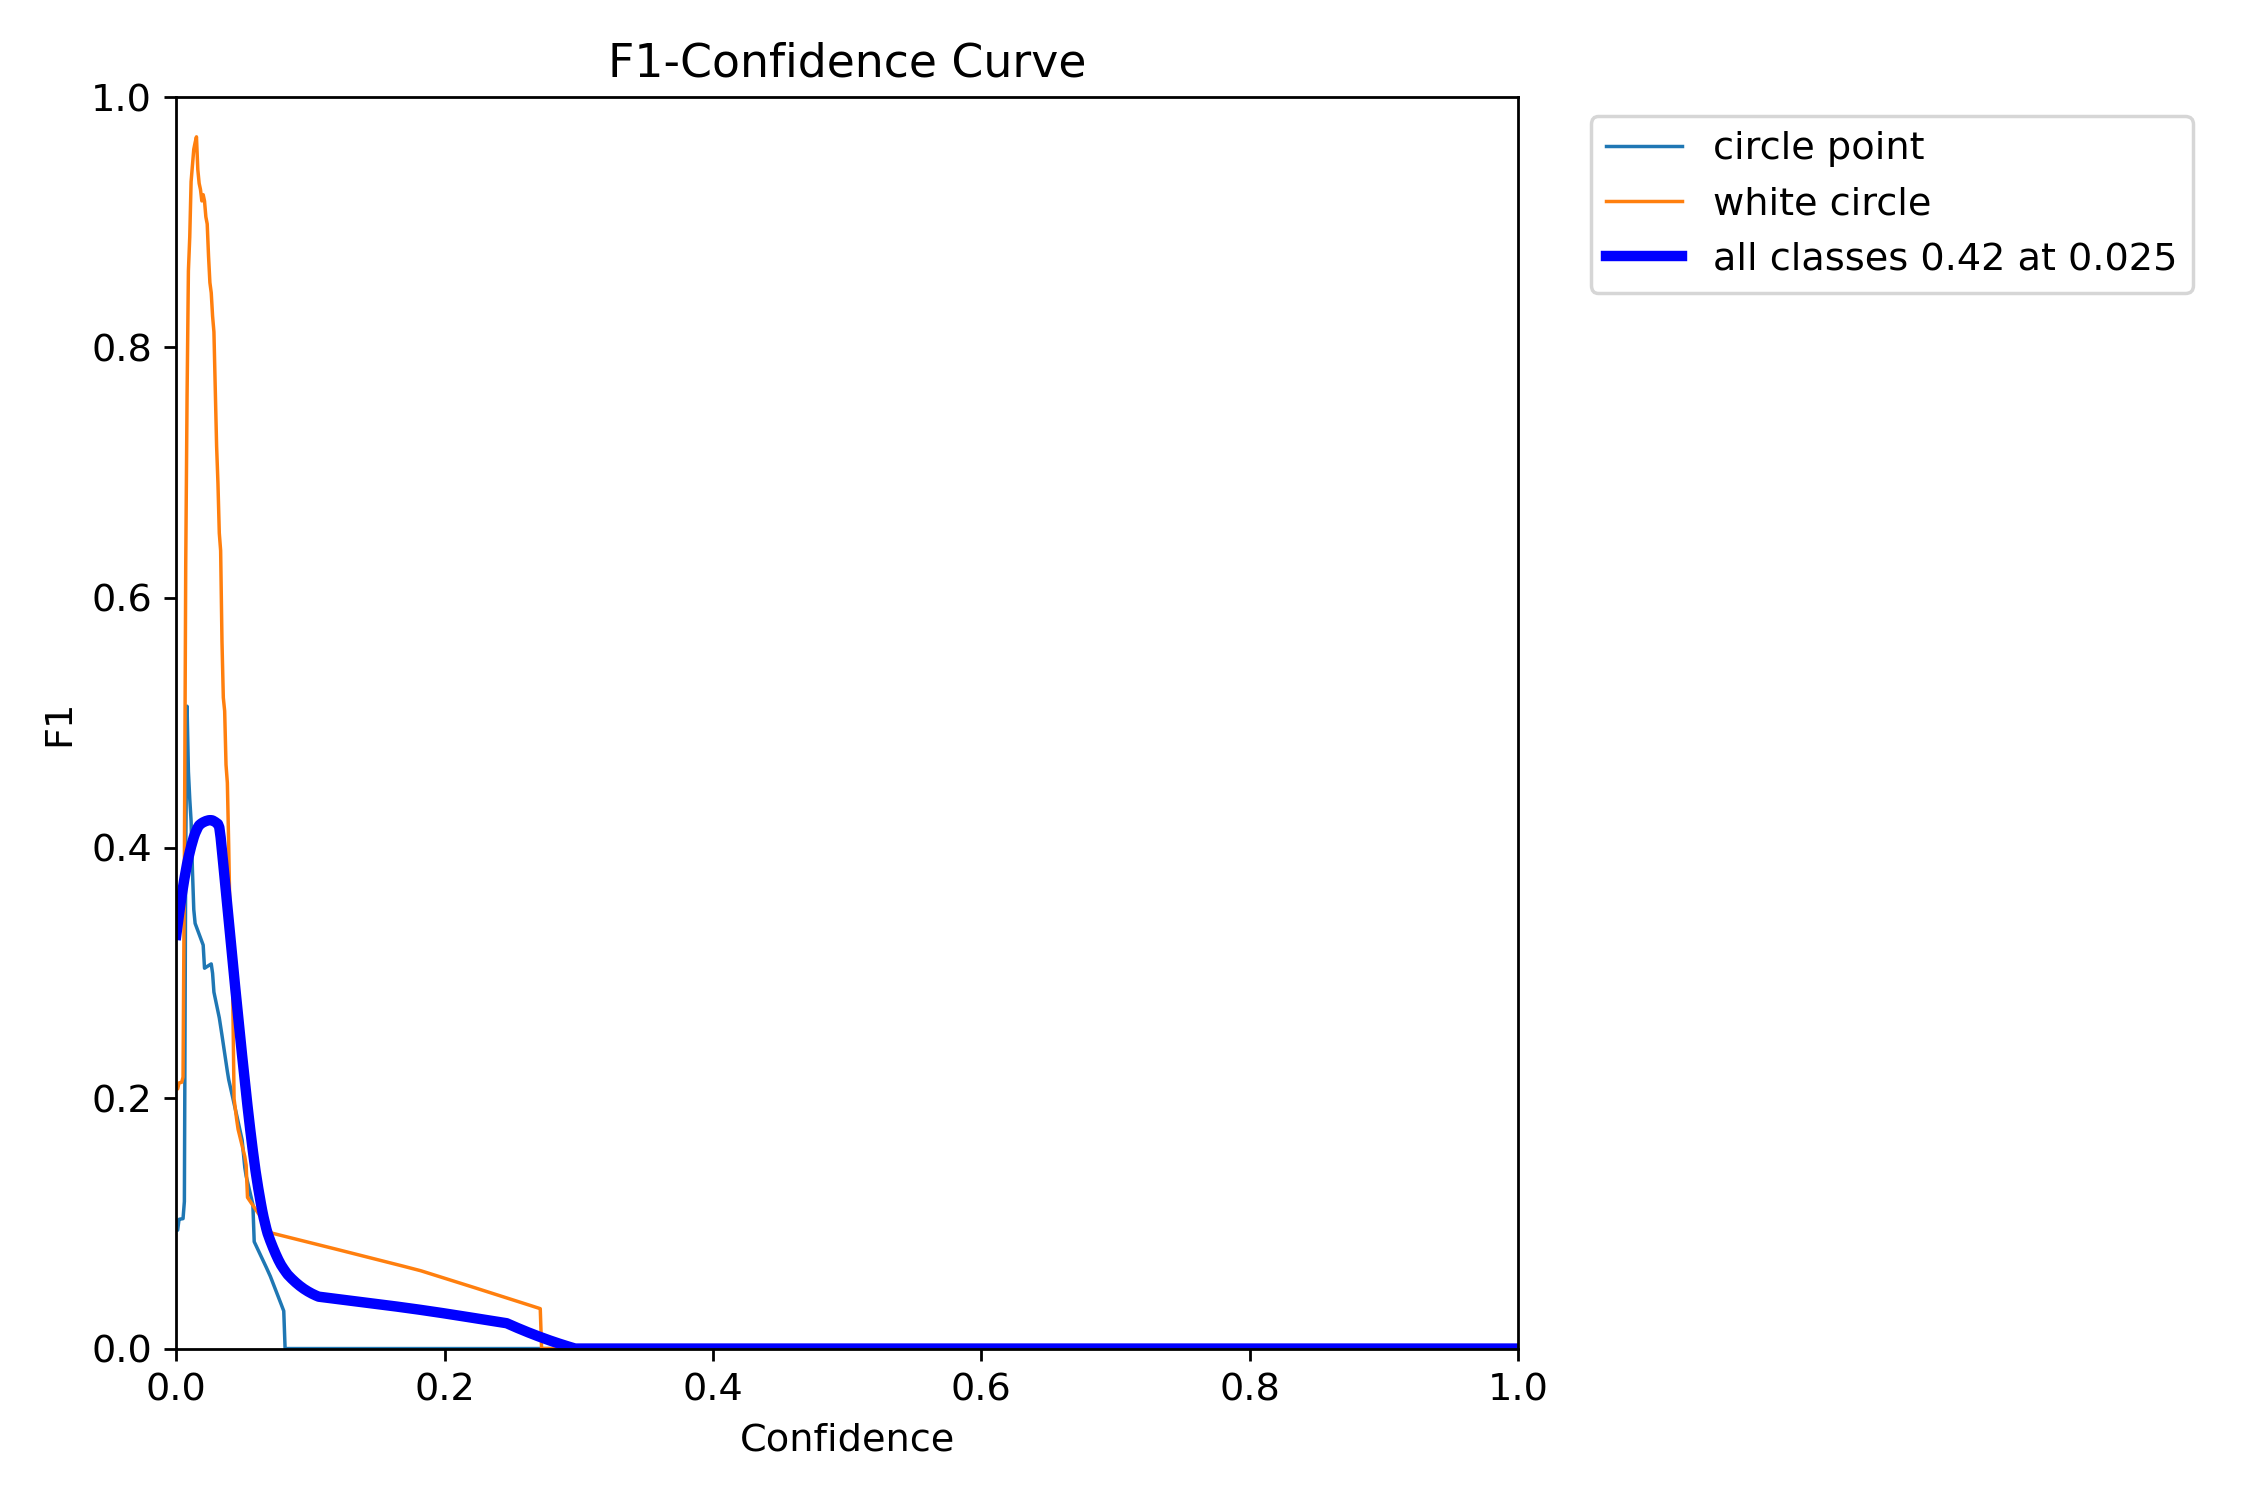 F1-Confidence Curve
1.0
0.8
0.6
0.4
0.2
0.0
F1
0.0 0.2 0.4 0.6 0.8 1.0
Confidence
circle point
white circle
all classes 0.42 at 0.025